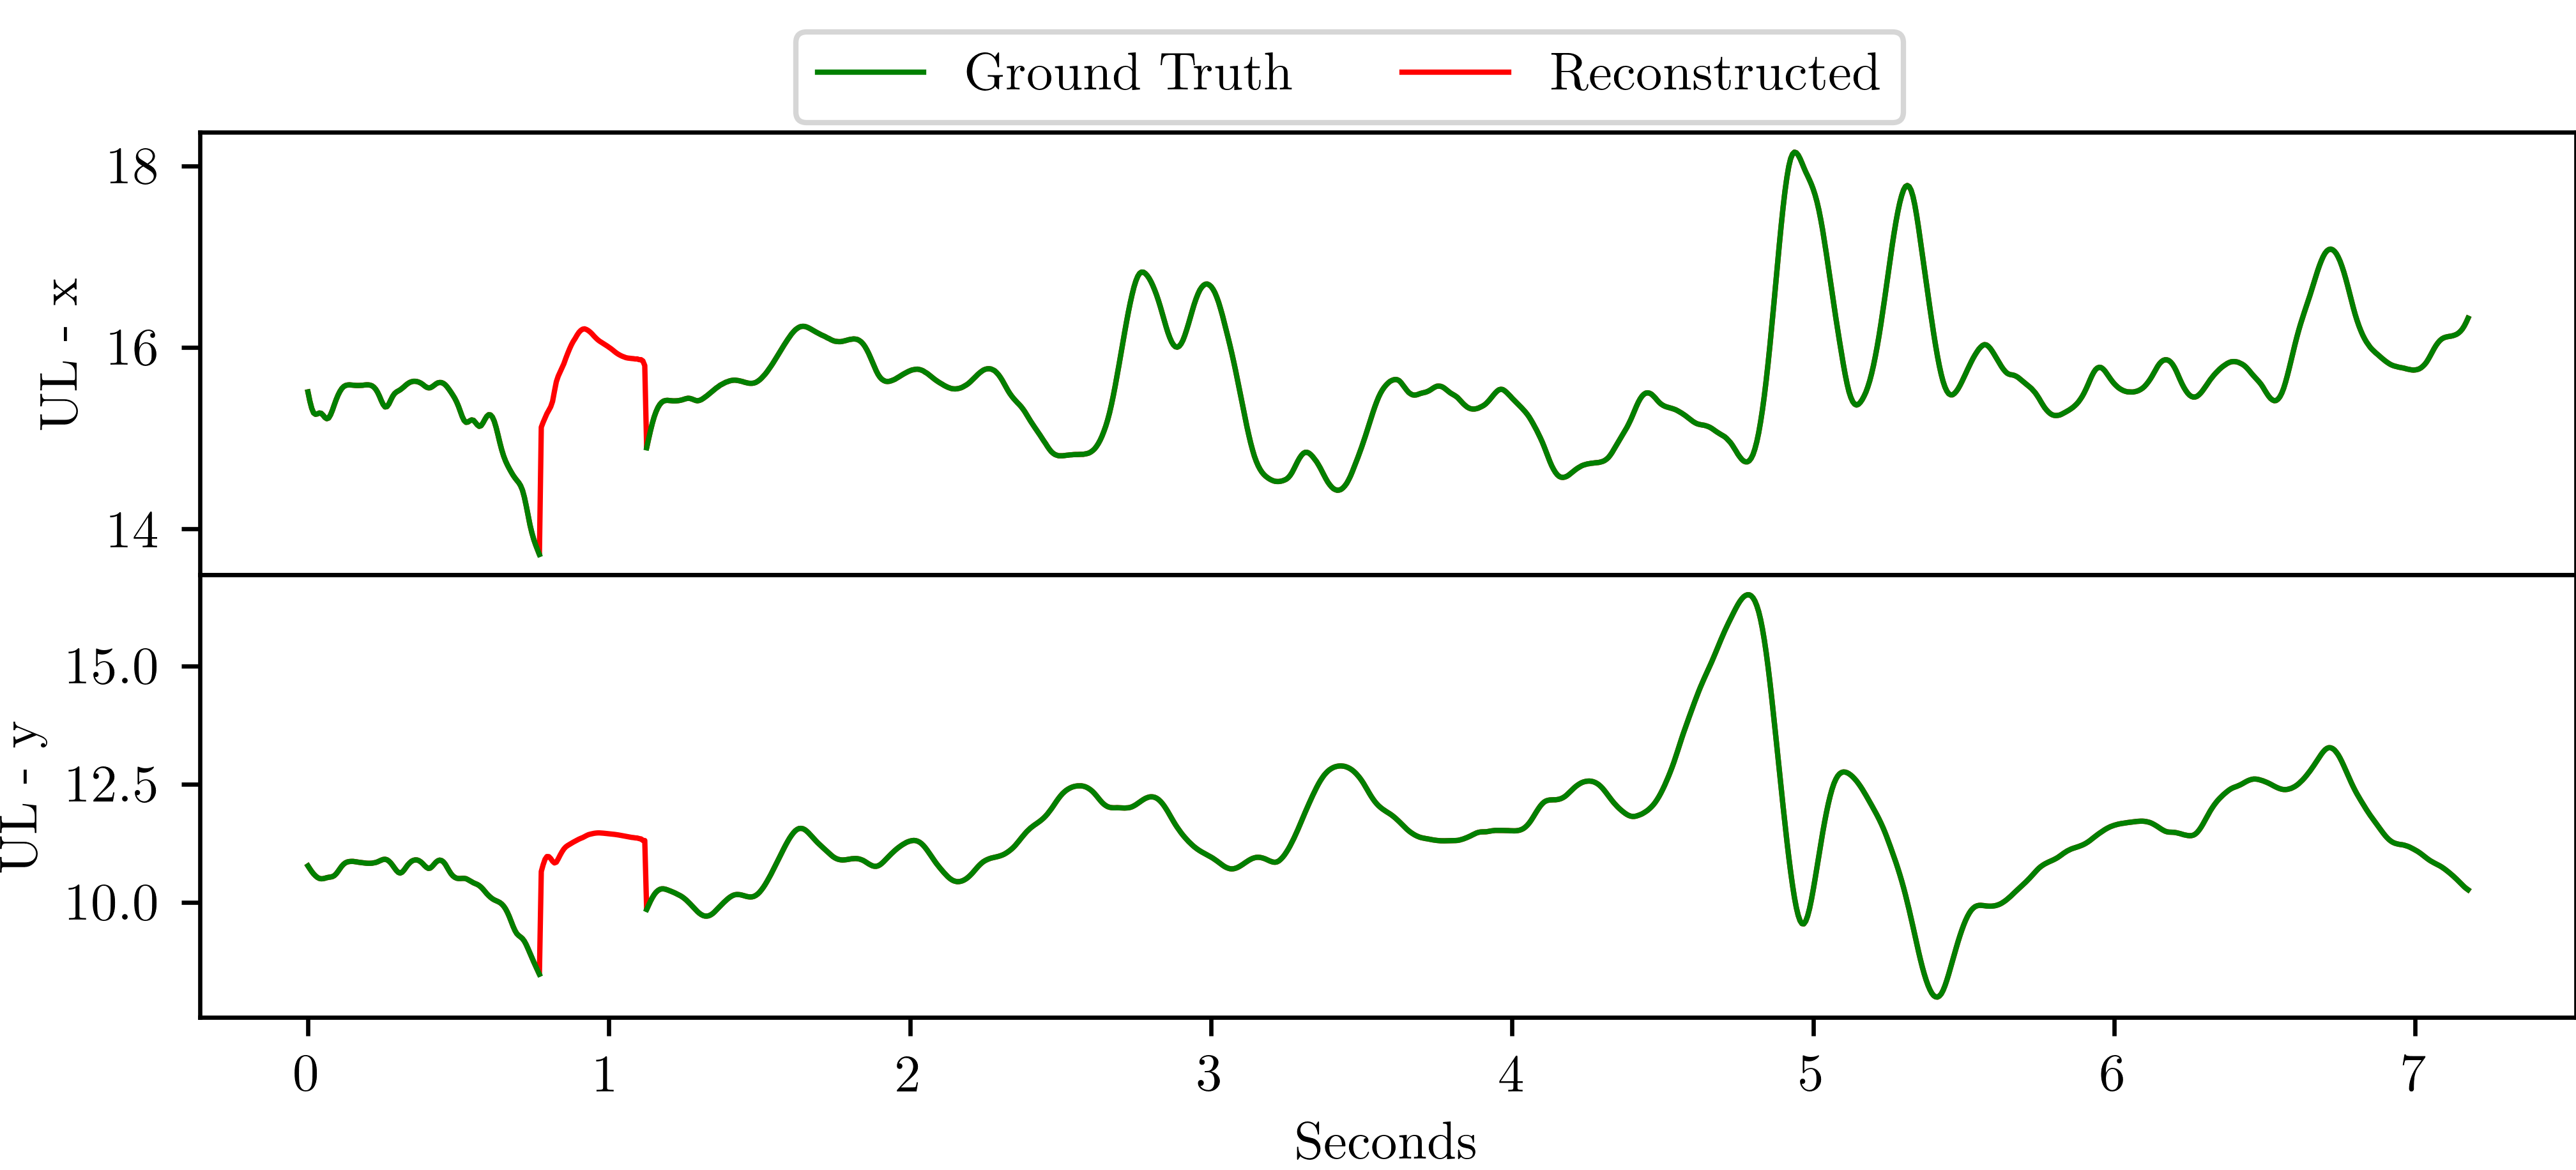 Ground Truth Reconstructed
18
16
14
UL - x
15.0
12.5
10.0
UL - y
0 1 2 3 4 5 6 7
Seconds